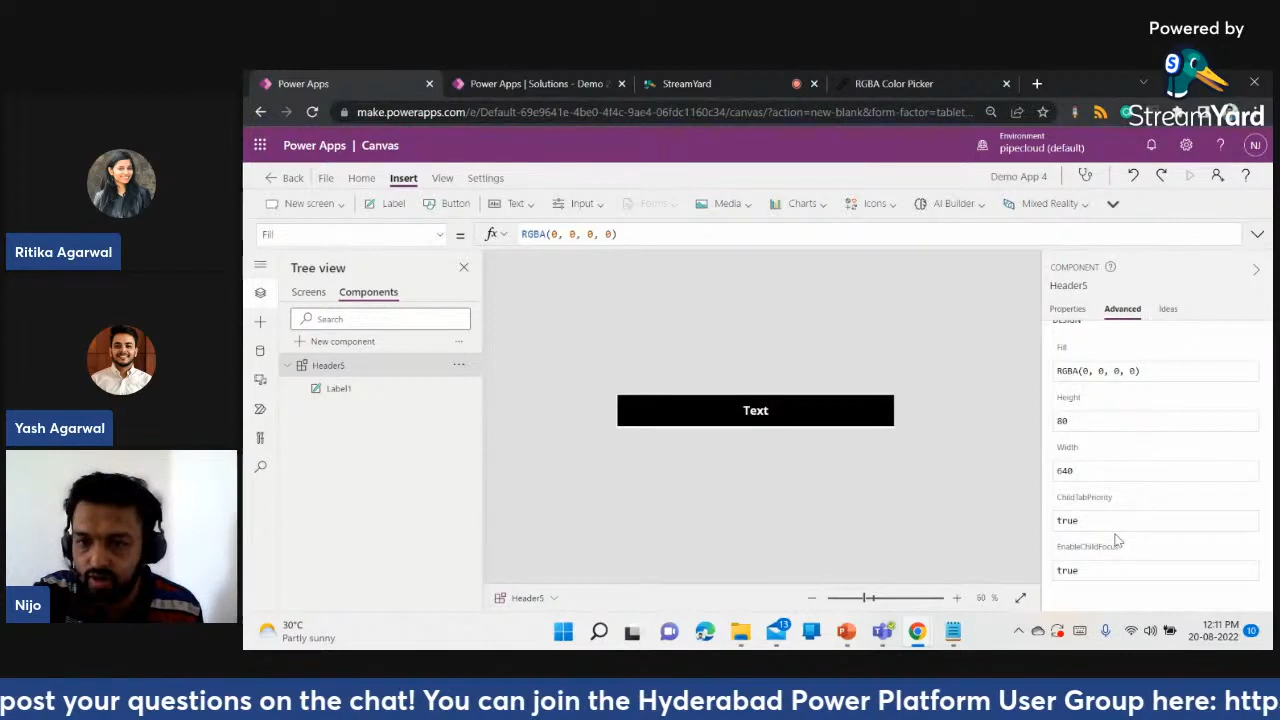 Powered by
StreamYard
Power Apps
Power Apps | Solutions - Demo
StreamYard
RGBA Color Picker
make.powerapps.com/e/Default-69e9641e-4be0-4f4c-9ae4-06fdc1160c34/canvas/?action=new-blank&form-factor=tablet...
Power Apps | Canvas
Environment
pipecloud (default)
NJ
Back
File
Home
Insert
View
Settings
Demo App 4
New screen
Label
Button
Text
Input
Forms
Media
Charts
Icons
AI Builder
Mixed Reality
Fill
=
fx
RGBA(0, 0, 0, 0)
Tree view
Screens
Components
Search
New component
Header5
Label1
Text
COMPONENT
Header5
Properties
Advanced
Ideas
DESIGN
Fill
RGBA(0, 0, 0, 0)
Height
80
Width
640
ChildTabPriority
true
EnableChildFocus
true
Header5
60 %
Ritika Agarwal
Yash Agarwal
Nijo
30°C
Partly sunny
13
12:11 PM
20-08-2022
10
post your questions on the chat! You can join the Hyderabad Power Platform User Group here: http